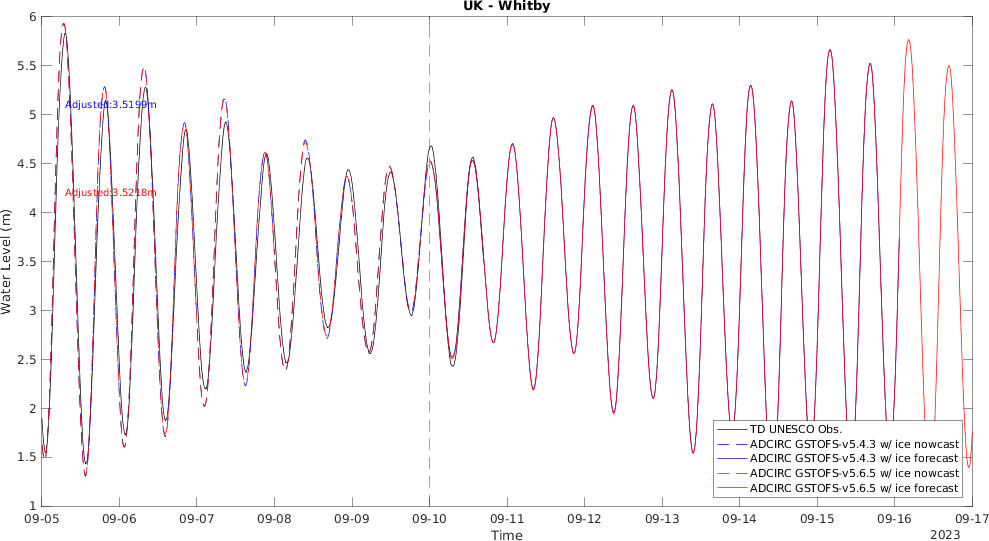 UK - Whitby
6
5.5
5
4.5
4
3.5
3
2.5
2
1.5
1
Water Level (m)
Adjusted:3.5199m
Adjusted:3.5218m
TD UNESCO Obs.
ADCIRC GSTOFS-v5.4.3 w/ ice nowcast
ADCIRC GSTOFS-v5.4.3 w/ ice forecast
ADCIRC GSTOFS-v5.6.5 w/ ice nowcast
ADCIRC GSTOFS-v5.6.5 w/ ice forecast
09-05 09-06 09-07 09-08 09-09 09-10 09-11 09-12 09-13 09-14 09-15 09-16 09-17
Time
2023